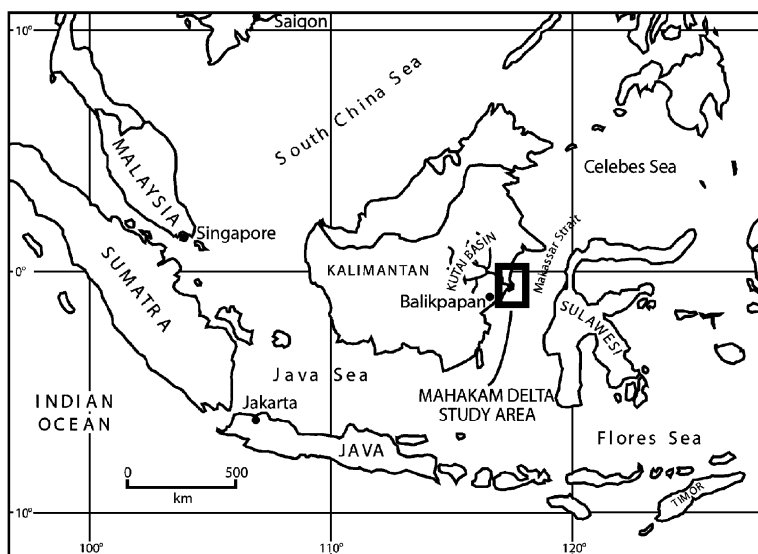 Saiqon
10°
South China Sea
MALAYSIA
Celebes Sea
Singapore
SUMATRA
KUTAI BASIN
Makassar Strait
KALIMANTAN
0°
Balikpapan
SULAWESI
Java Sea
MAHAKAM DELTA
STUDY AREA
INDIAN
OCEAN
Jakarta
Flores Sea
JAVA
0
500
km
TIMOR
10°
100°
110°
120°